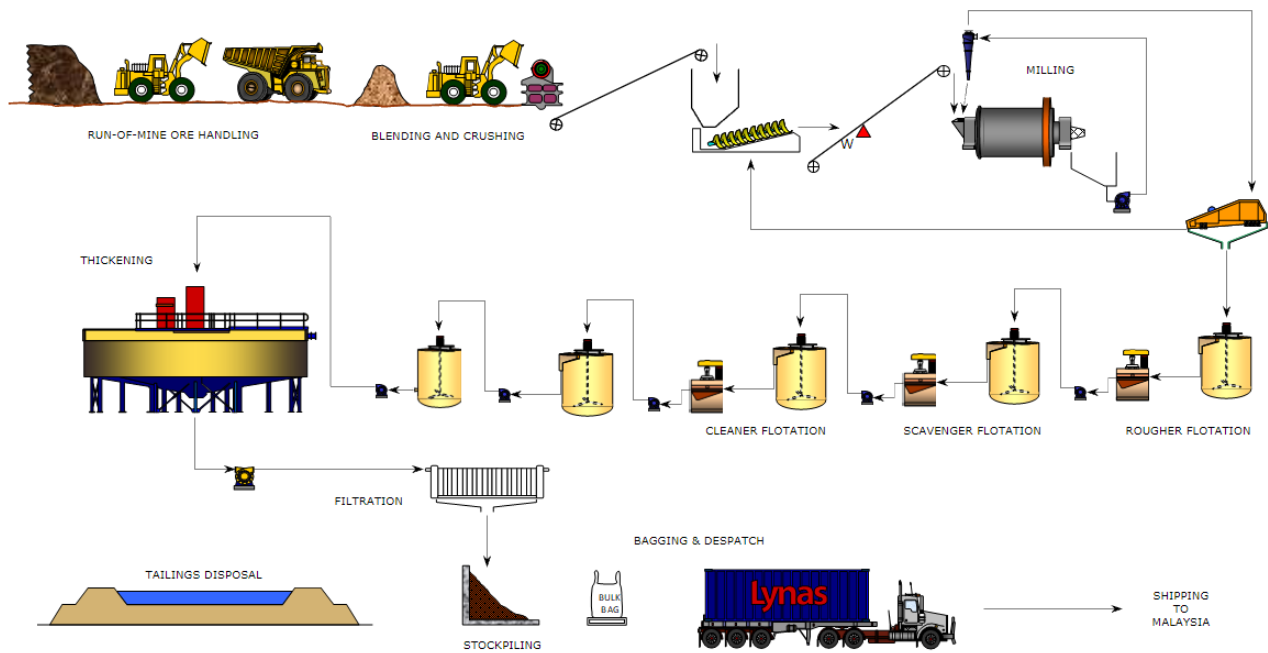 MILLING
RUN-OF-MINE ORE HANDLING
BLENDING AND CRUSHING
W
THICKENING
CLEANER FLOTATION
SCAVENGER FLOTATION
ROUGHER FLOTATION
FILTRATION
BAGGING & DESPATCH
TAILINGS DISPOSAL
BULK
BAG
Lynas
SHIPPING
TO
MALAYSIA
STOCKPILING